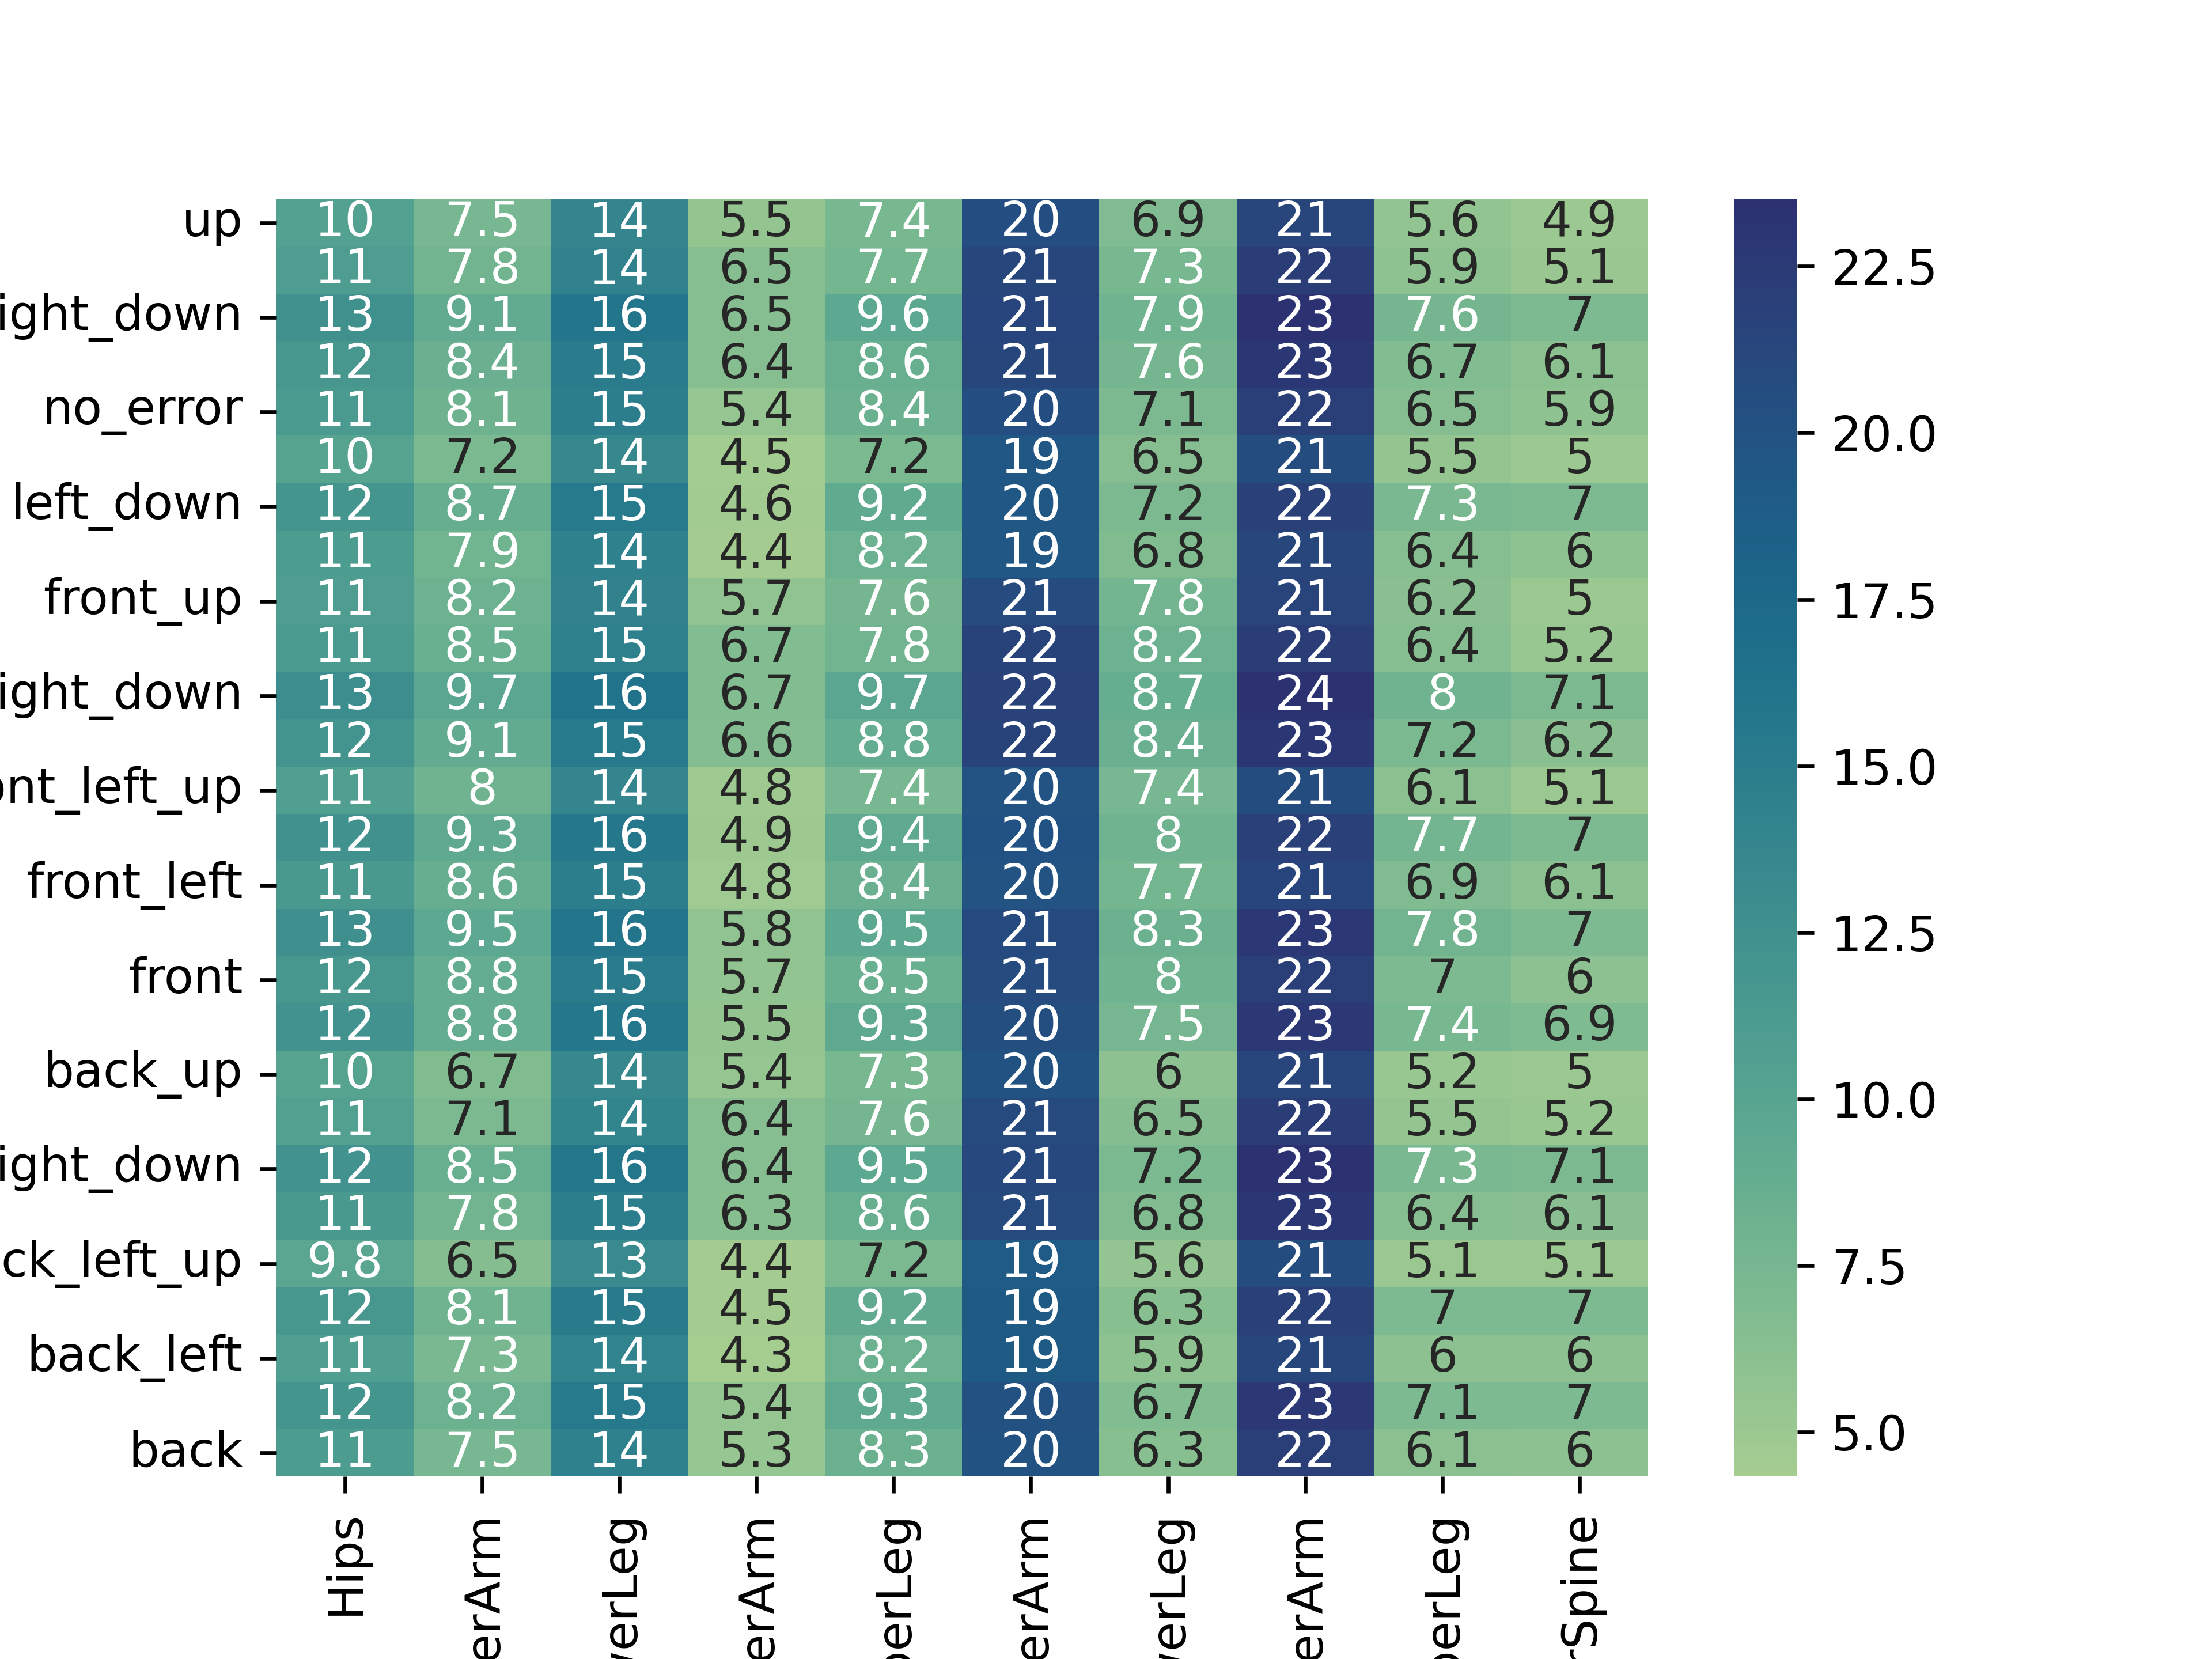 up 10 7.5 14 5.5 7.4 20 6.9 21 5.6 4.9
11 7.8 14 6.5 7.7 21 7.3 22 5.9 5.1 22.5
ight_down 13 9.1 16 6.5 9.6 21 7.9 23 7.6 7
12 8.4 15 6.4 8.6 21 7.6 23 6.7 6.1
no_error 11 8.1 15 5.4 8.4 20 7.1 22 6.5 5.9 20.0
10 7.2 14 4.5 7.2 19 6.5 21 5.5 5
left_down 12 8.7 15 4.6 9.2 20 7.2 22 7.3 7
11 7.9 14 4.4 8.2 19 6.8 21 6.4 6
front_up 11 8.2 14 5.7 7.6 21 7.8 21 6.2 5 17.5
11 8.5 15 6.7 7.8 22 8.2 22 6.4 5.2
ight_down 13 9.7 16 6.7 9.7 22 8.7 24 8 7.1
12 9.1 15 6.6 8.8 22 8.4 23 7.2 6.2 15.0
nt_left_up 11 8 14 4.8 7.4 20 7.4 21 6.1 5.1
12 9.3 16 4.9 9.4 20 8 22 7.7 7
front_left 11 8.6 15 4.8 8.4 20 7.7 21 6.9 6.1
13 9.5 16 5.8 9.5 21 8.3 23 7.8 7 12.5
front 12 8.8 15 5.7 8.5 21 8 22 7 6
12 8.8 16 5.5 9.3 20 7.5 23 7.4 6.9
back_up 10 6.7 14 5.4 7.3 20 6 21 5.2 5 10.0
11 7.1 14 6.4 7.6 21 6.5 22 5.5 5.2
ight_down 12 8.5 16 6.4 9.5 21 7.2 23 7.3 7.1
11 7.8 15 6.3 8.6 21 6.8 23 6.4 6.1
ck_left_up 9.8 6.5 13 4.4 7.2 19 5.6 21 5.1 5.1 7.5
12 8.1 15 4.5 9.2 19 6.3 22 7 7
back_left 11 7.3 14 4.3 8.2 19 5.9 21 6 6
12 8.2 15 5.4 9.3 20 6.7 23 7.1 7
back 11 7.5 14 5.3 8.3 20 6.3 22 6.1 6 5.0
Hips
erArm
erLeg
erArm
erLeg
erArm
erLeg
erArm
erLeg
rSpine